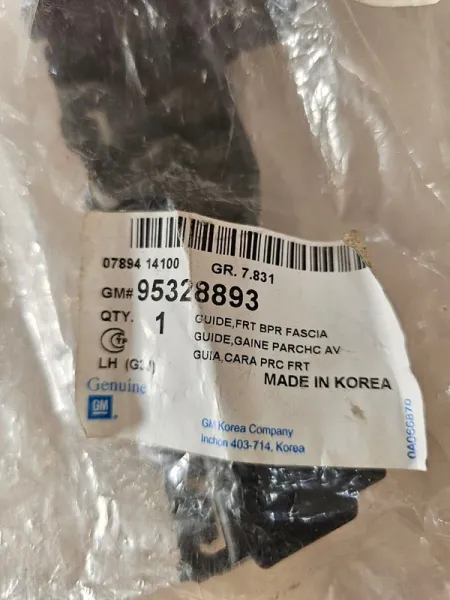 07894 14100 GR. 7.831
GM# 95328893
QTY. 1 GUIDE,FRT BPR FASCIA
GUIDE,GAINE PARCHC AV
LH GUIA,CARA PRC FRT
Genuine MADE IN KOREA
GM
GM Korea Company
Inchon 403-714, Korea